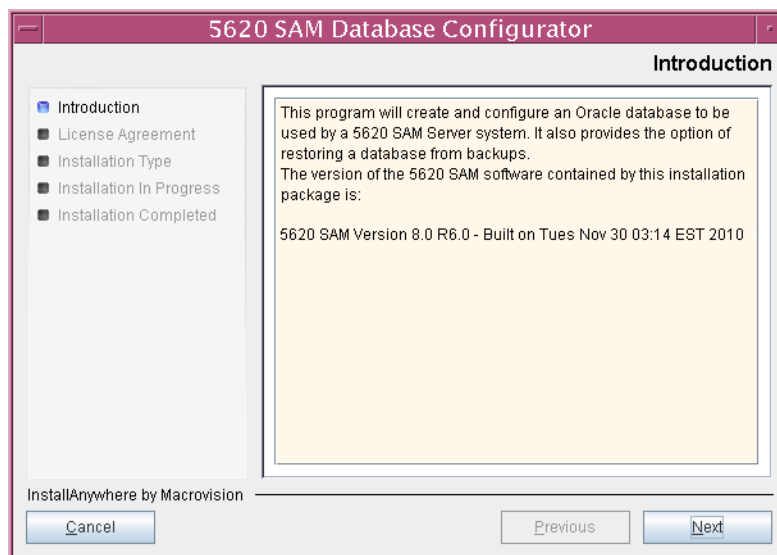 5620 SAM Database Configurator
Introduction
Introduction
License Agreement
Installation Type
Installation In Progress
Installation Completed
This program will create and configure an Oracle database to be
used by a 5620 SAM Server system. It also provides the option of
restoring a database from backups.
The version of the 5620 SAM software contained by this installation
package is:
5620 SAM Version 8.0 R6.0 - Built on Tues Nov 30 03:14 EST 2010
InstallAnywhere by Macrovision
Cancel
Previous
Next